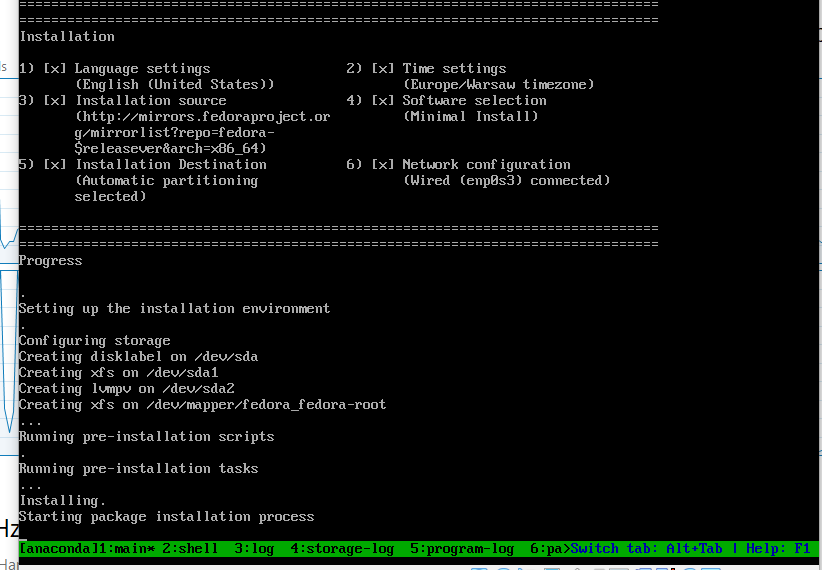 ================================================================================
================================================================================
Installation
1) [x] Language settings 2) [x] Time settings
(English (United States)) (Europe/Warsaw timezone)
3) [x] Installation source 4) [x] Software selection
(http://mirrors.fedoraproject.or (Minimal Install)
g/mirrorlist?repo=fedora-
$releasever&arch=x86_64)
5) [x] Installation Destination 6) [x] Network configuration
(Automatic partitioning (Wired (enp0s3) connected)
selected)
================================================================================
================================================================================
Progress
.
Setting up the installation environment
.
Configuring storage
Creating disklabel on /dev/sda
Creating xfs on /dev/sda1
Creating lvmpv on /dev/sda2
Creating xfs on /dev/mapper/fedora_fedora-root
...
Running pre-installation scripts
.
Running pre-installation tasks
...
Installing.
Starting package installation process
[anaconda]1:main* 2:shell 3:log 4:storage-log 5:program-log 6:pa>Switch tab: Alt+Tab | Help: F1